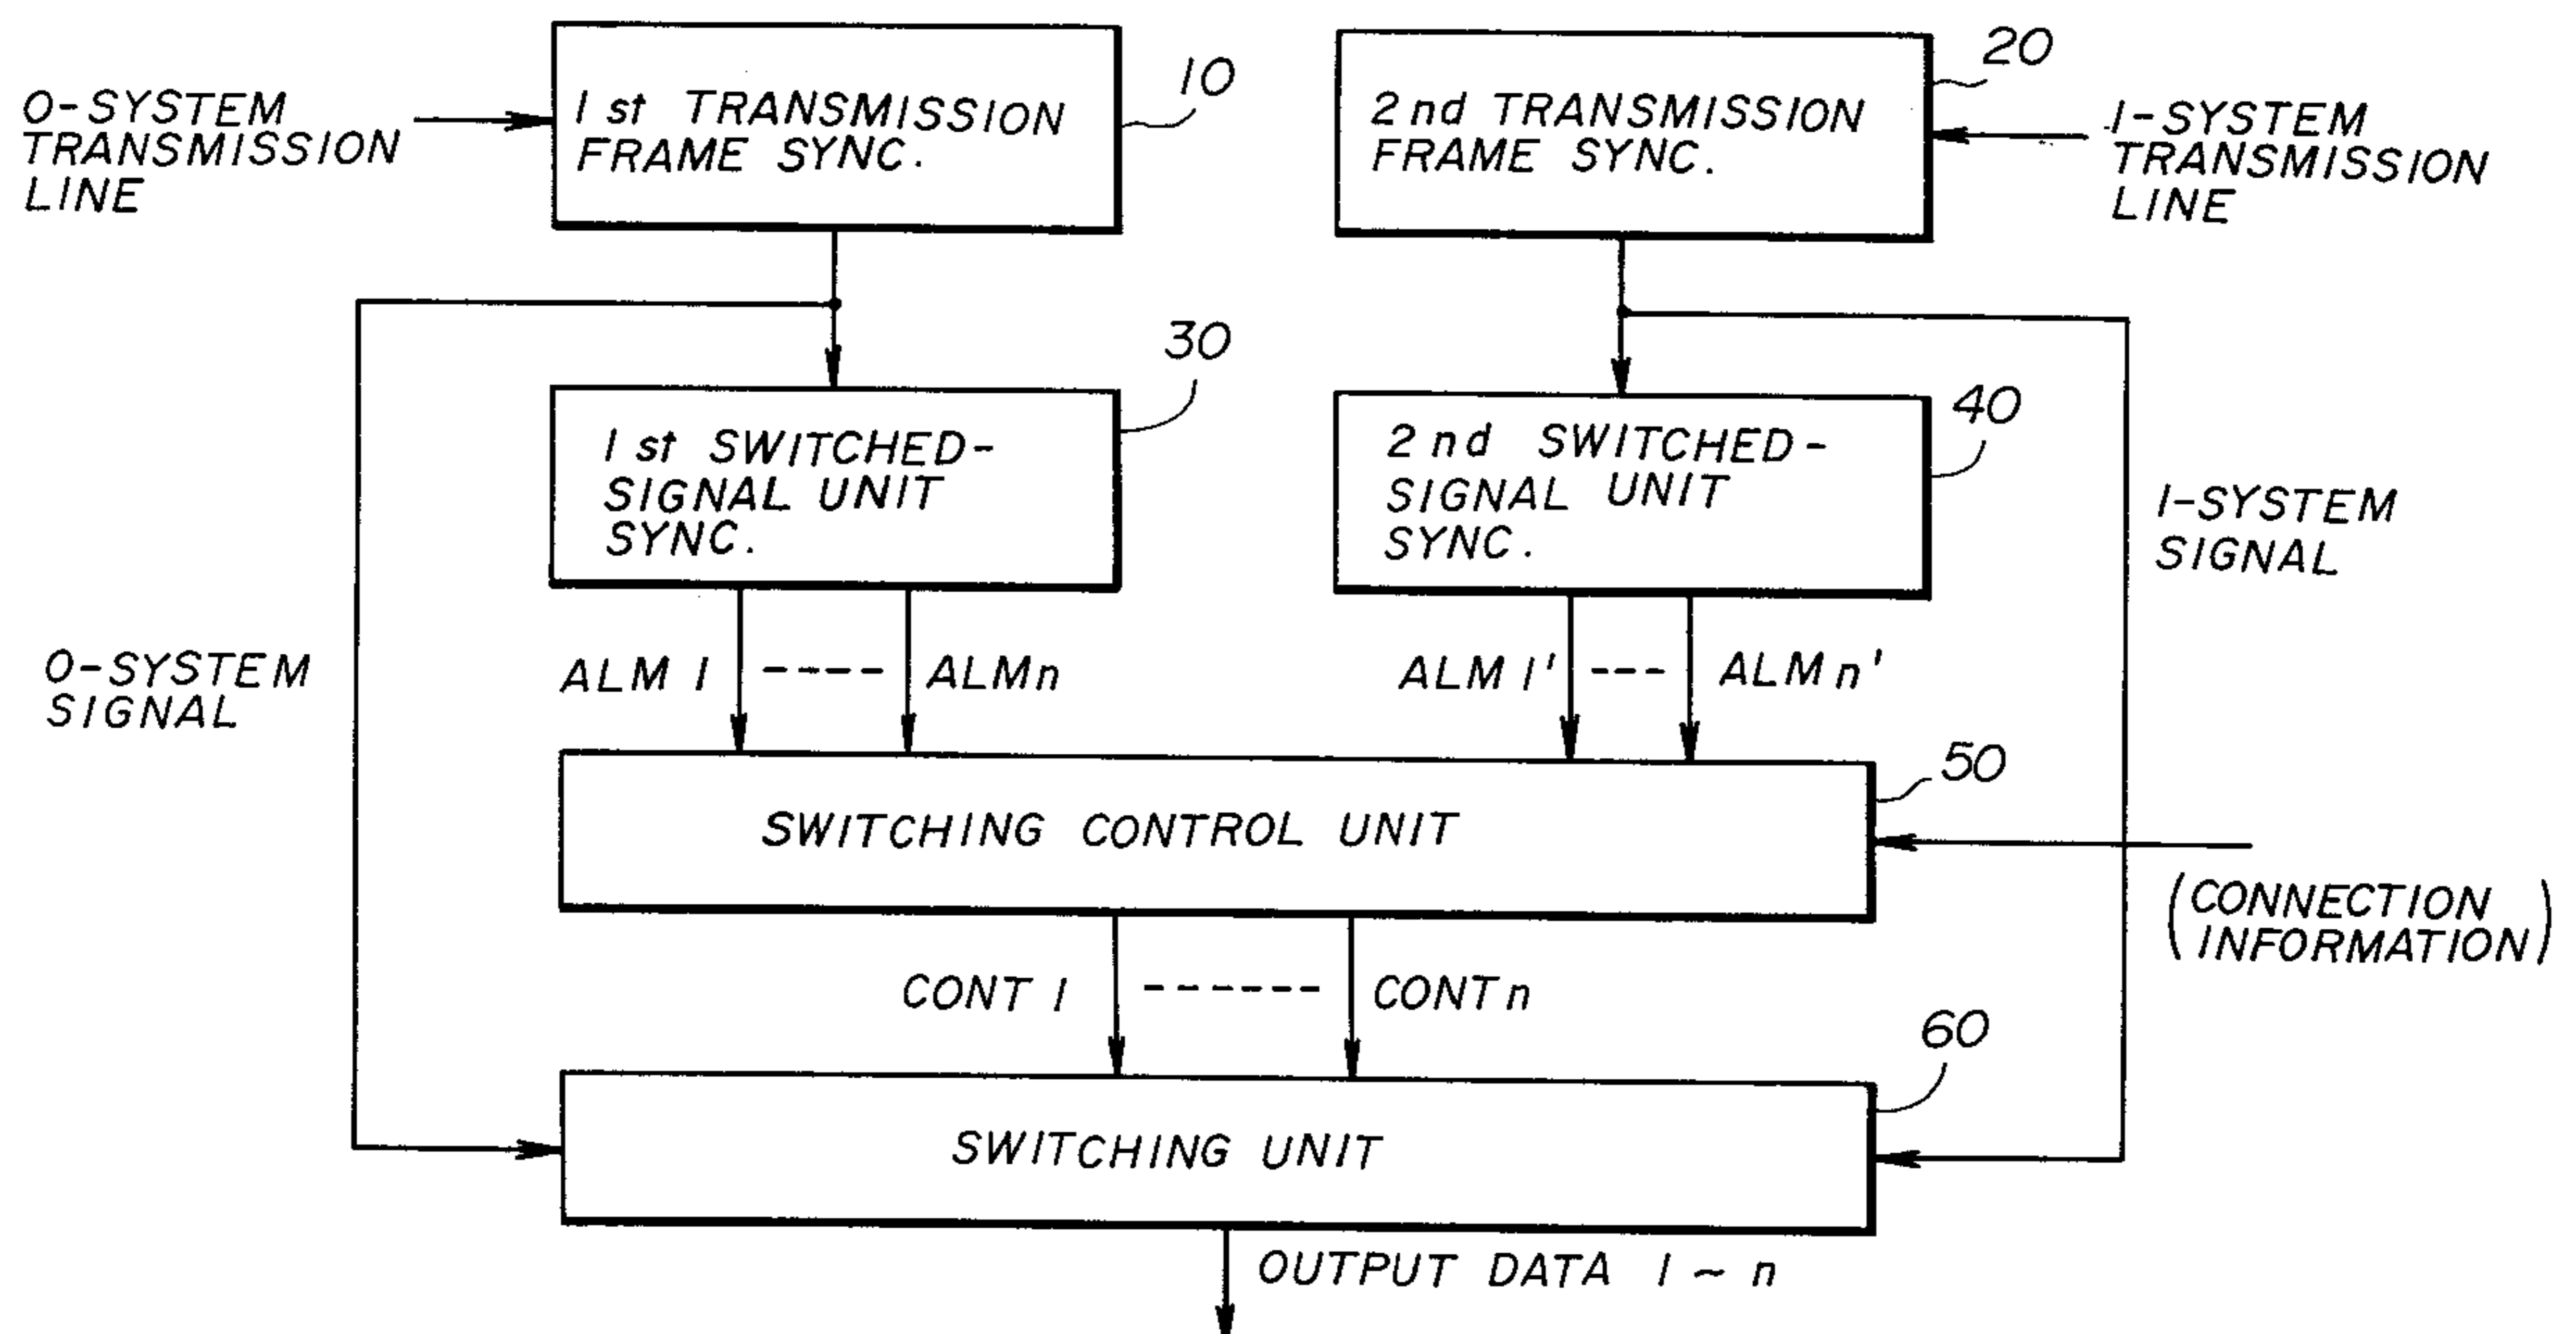 0-SYSTEM
TRANSMISSION
LINE
1st TRANSMISSION
FRAME SYNC.
10
2nd TRANSMISSION
FRAME SYNC.
20
1-SYSTEM
TRANSMISSION
LINE
1st SWITCHED-
SIGNAL UNIT
SYNC.
30
2nd SWITCHED-
SIGNAL UNIT
SYNC.
40
1-SYSTEM
SIGNAL
0-SYSTEM
SIGNAL
ALM 1 ---- ALMn
ALM 1' --- ALMn'
SWITCHING CONTROL UNIT
50
(CONNECTION
INFORMATION)
CONT 1 ------ CONTn
SWITCHING UNIT
60
OUTPUT DATA 1 ~ n